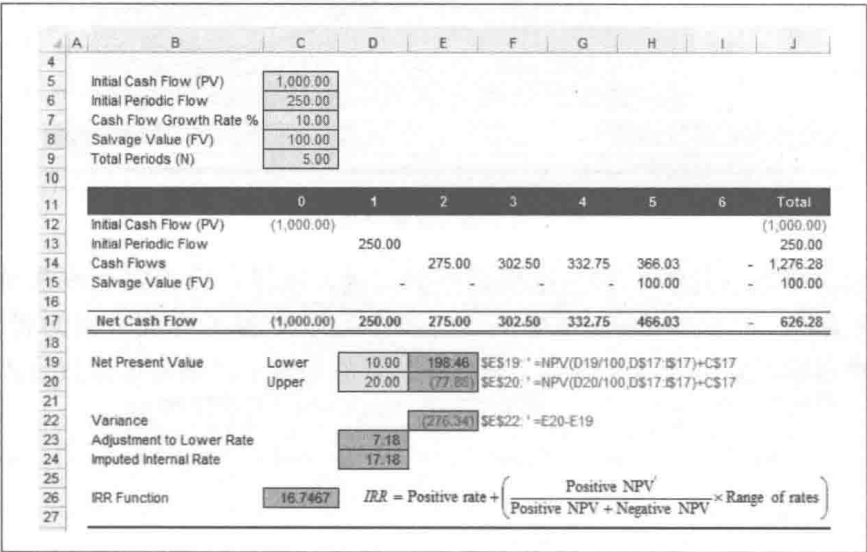 A B C D E F G H I J
4
5 Initial Cash Flow (PV) 1,000.00
6 Initial Periodic Flow 250.00
7 Cash Flow Growth Rate % 10.00
8 Salvage Value (FV) 100.00
9 Total Periods (N) 5.00
10
11 0 1 2 3 4 5 6 Total
12 Initial Cash Flow (PV) (1,000.00) (1,000.00)
13 Initial Periodic Flow 250.00 250.00
14 Cash Flows 275.00 302.50 332.75 366.03 - 1,276.28
15 Salvage Value (FV) - - - - 100.00 - 100.00
16
17 Net Cash Flow (1,000.00) 250.00 275.00 302.50 332.75 466.03 - 626.28
18
19 Net Present Value Lower 10.00 198.46 $E$19: ' =NPV(D19/100,D$17:I$17)+C$17
20 Upper 20.00 (77.88) $E$20: ' =NPV(D20/100,D$17:I$17)+C$17
21
22 Variance (276.34) $E$22: ' =E20-E19
23 Adjustment to Lower Rate 7.18
24 Imputed Internal Rate 17.18
25
26 IRR Function 16.7467 IRR = Positive rate + ( Positive NPV / Positive NPV + Negative NPV × Range of rates )
27